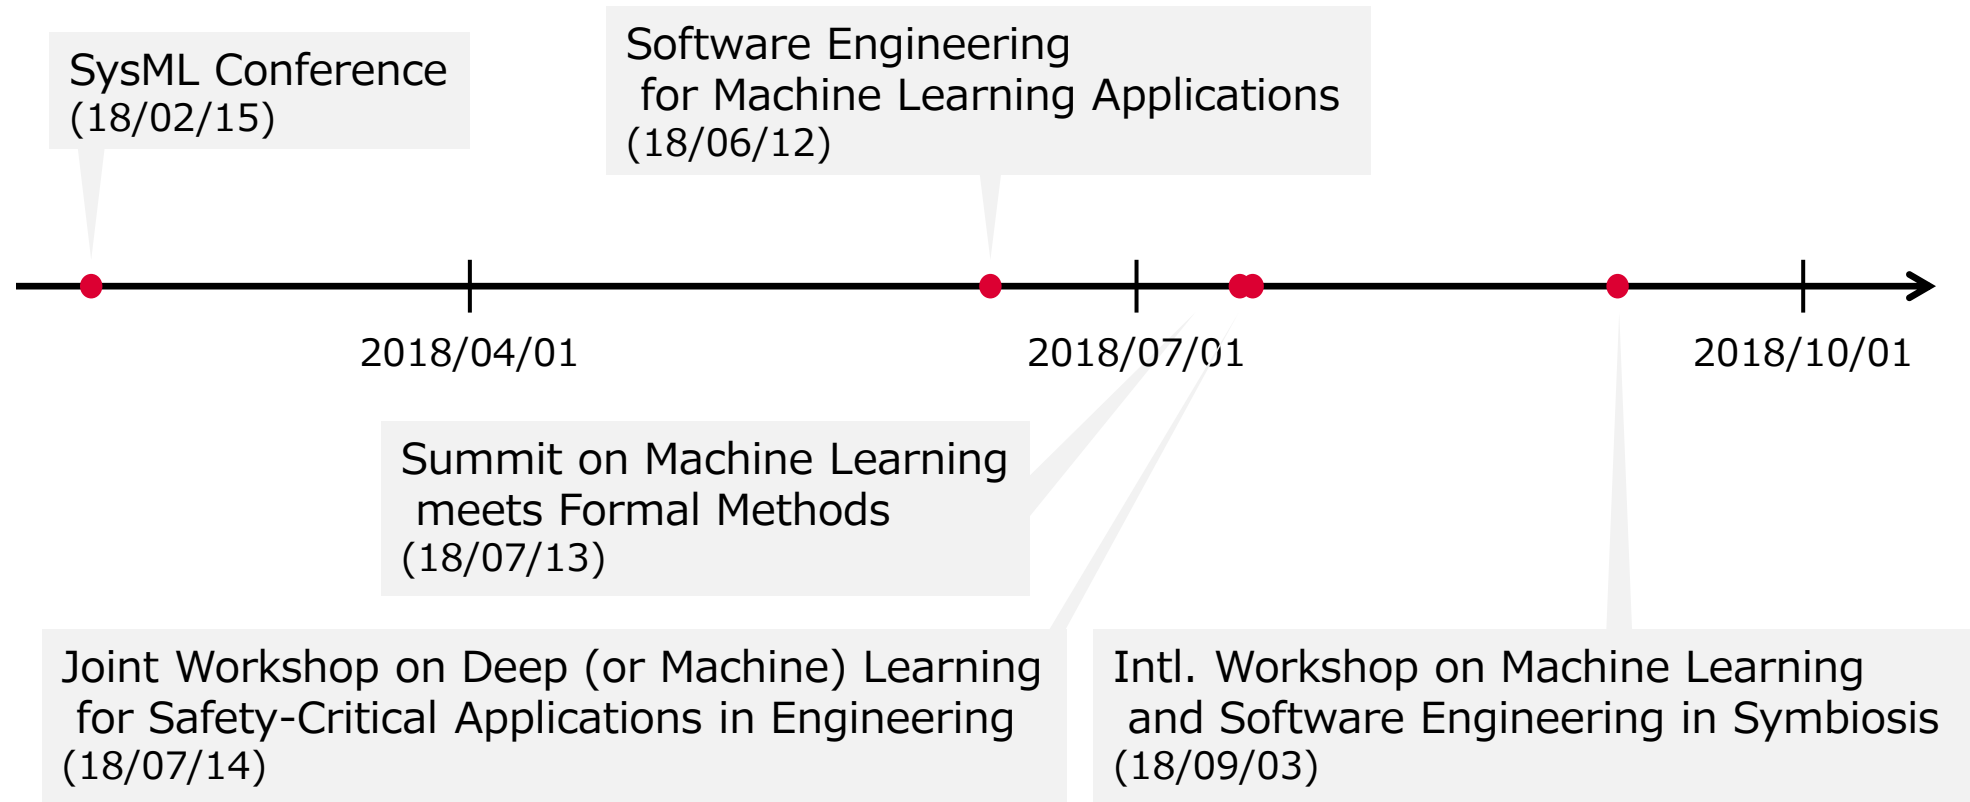 SysML Conference
(18/02/15)
Software Engineering
for Machine Learning Applications
(18/06/12)
2018/04/01
2018/07/01
2018/10/01
Summit on Machine Learning
meets Formal Methods
(18/07/13)
Joint Workshop on Deep (or Machine) Learning
for Safety-Critical Applications in Engineering
(18/07/14)
Intl. Workshop on Machine Learning
and Software Engineering in Symbiosis
(18/09/03)